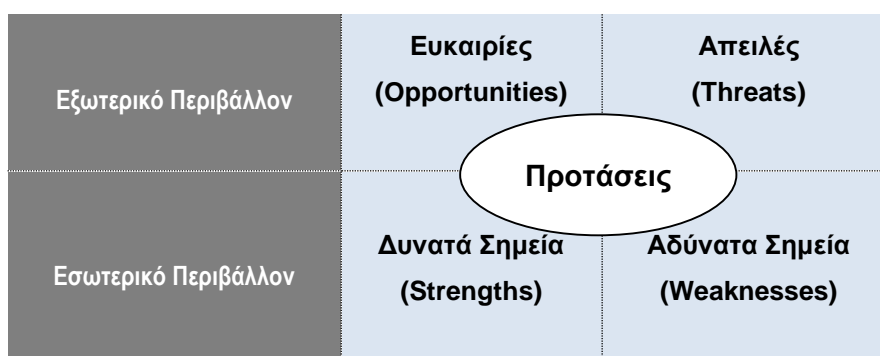 Εξωτερικό Περιβάλλον
Ευκαιρίες
(Opportunities)
Απειλές
(Threats)
Προτάσεις
Εσωτερικό Περιβάλλον
Δυνατά Σημεία
(Strengths)
Αδύνατα Σημεία
(Weaknesses)